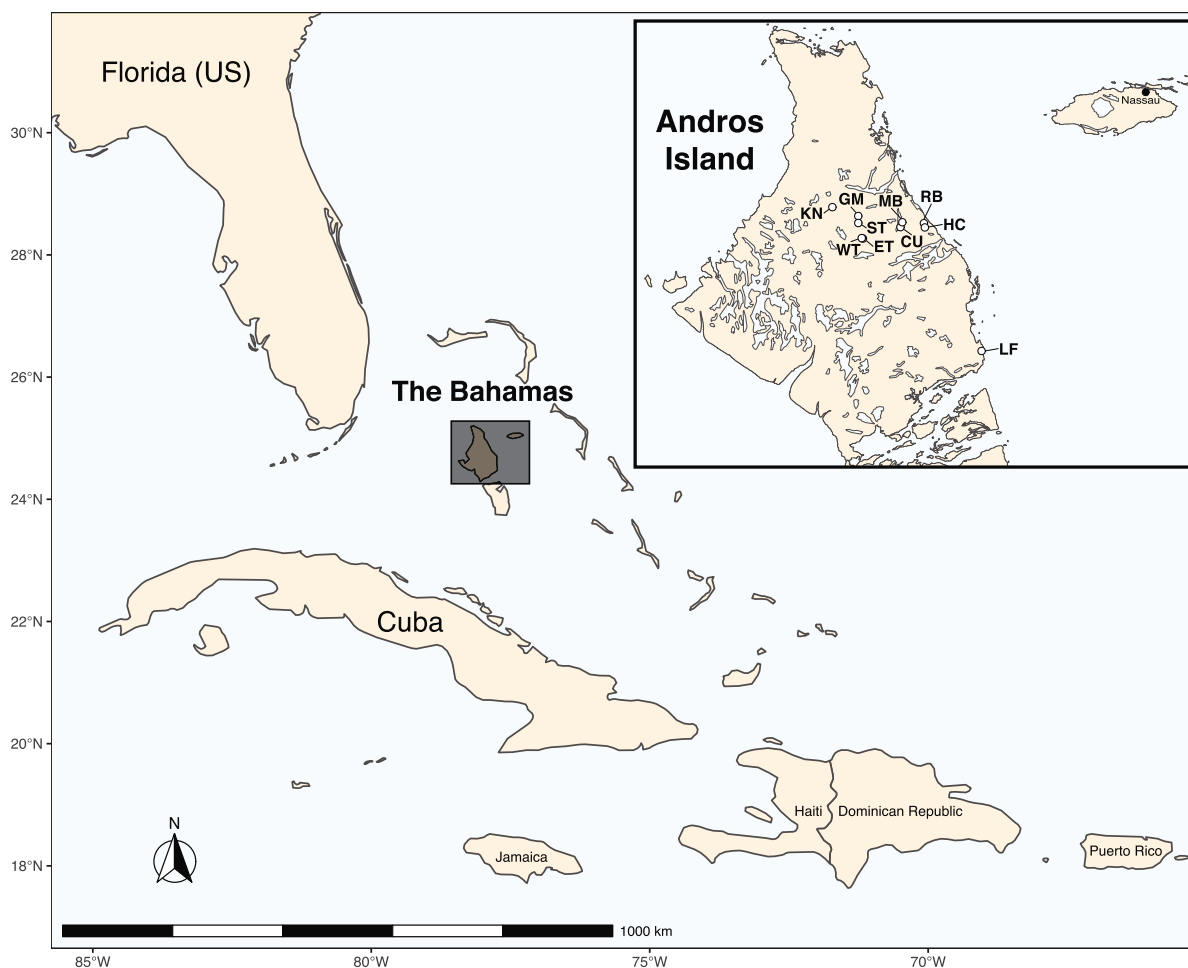 Florida (US)
Nassau
Andros
Island
30°N
GM
MB
RB
KN
HC
ST
WT
ET
CU
28°N
LF
26°N
The Bahamas
24°N
22°N
Cuba
20°N
Haiti
Dominican Republic
N
18°N
Jamaica
Puerto Rico
1000 km
85°W
80°W
75°W
70°W